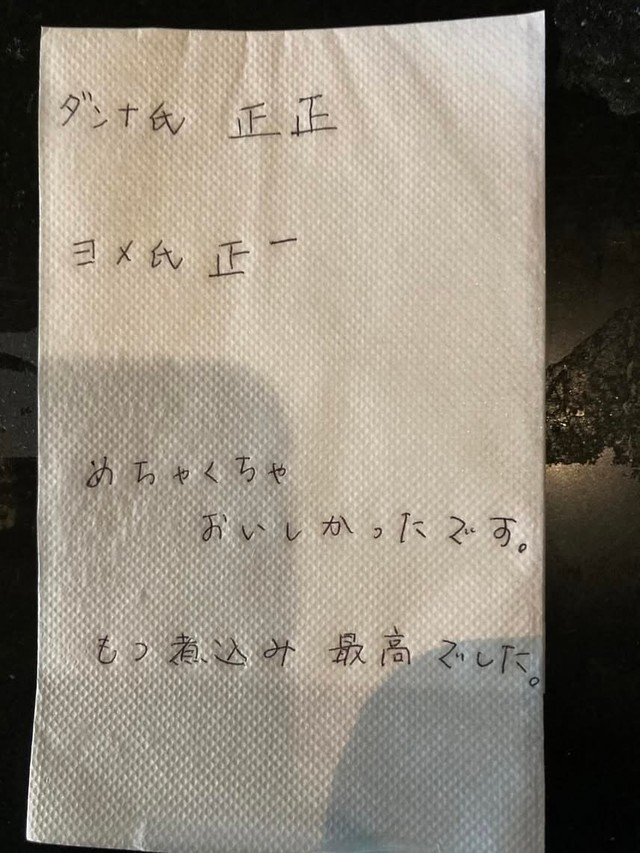 ダンナ氏 正正
ヨメ氏 正一
めちゃくちゃ
おいしかったです。
もつ煮込み 最高でした。